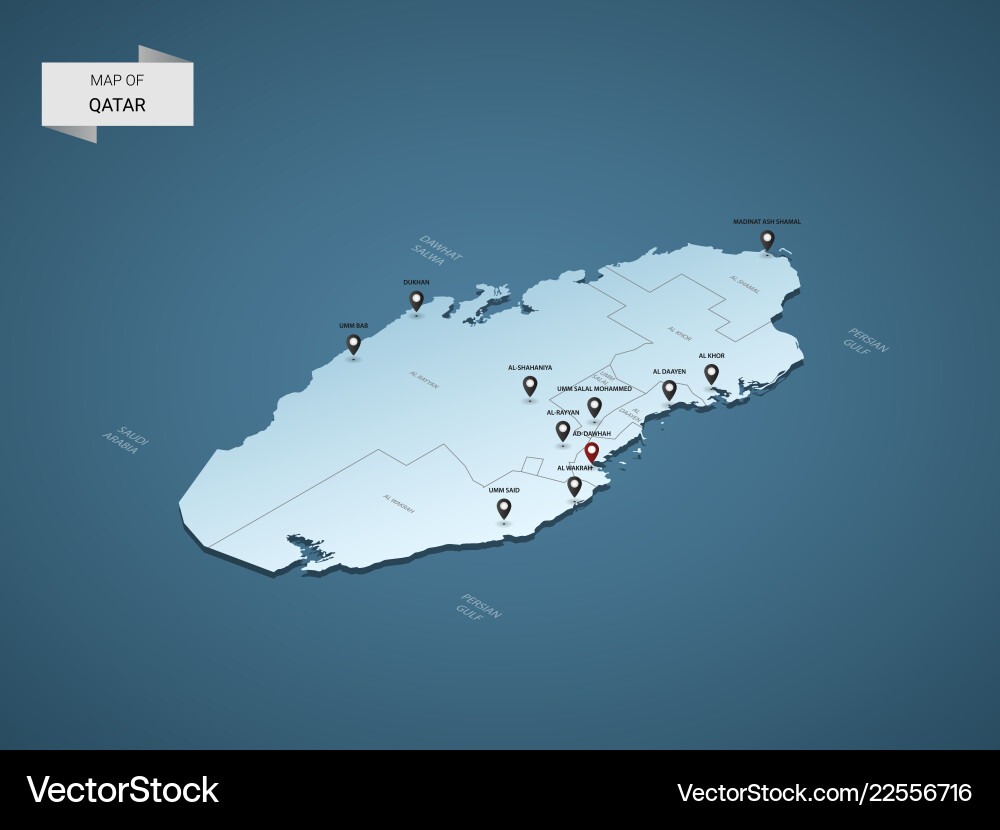 MAP OF
QATAR
MADINAT ASH SHAMAL
DAWHAT
SALWA
DUKHAN
AL SHAMAL
UMM BAB
AL KHOR
PERSIAN
GULF
AL KHOR
AL-SHAHANIYA
AL DAAYEN
UMM
SALAL
AL RAYYAN
UMM SALAL MOHAMMED
AL-RAYYAN
AL
DAAYEN
AD-DAWHAH
SAUDI
ARABIA
AL WAKRAH
UMM SAID
AL WAKRAH
PERSIAN
GULF
VectorStock
VectorStock.com/22556716